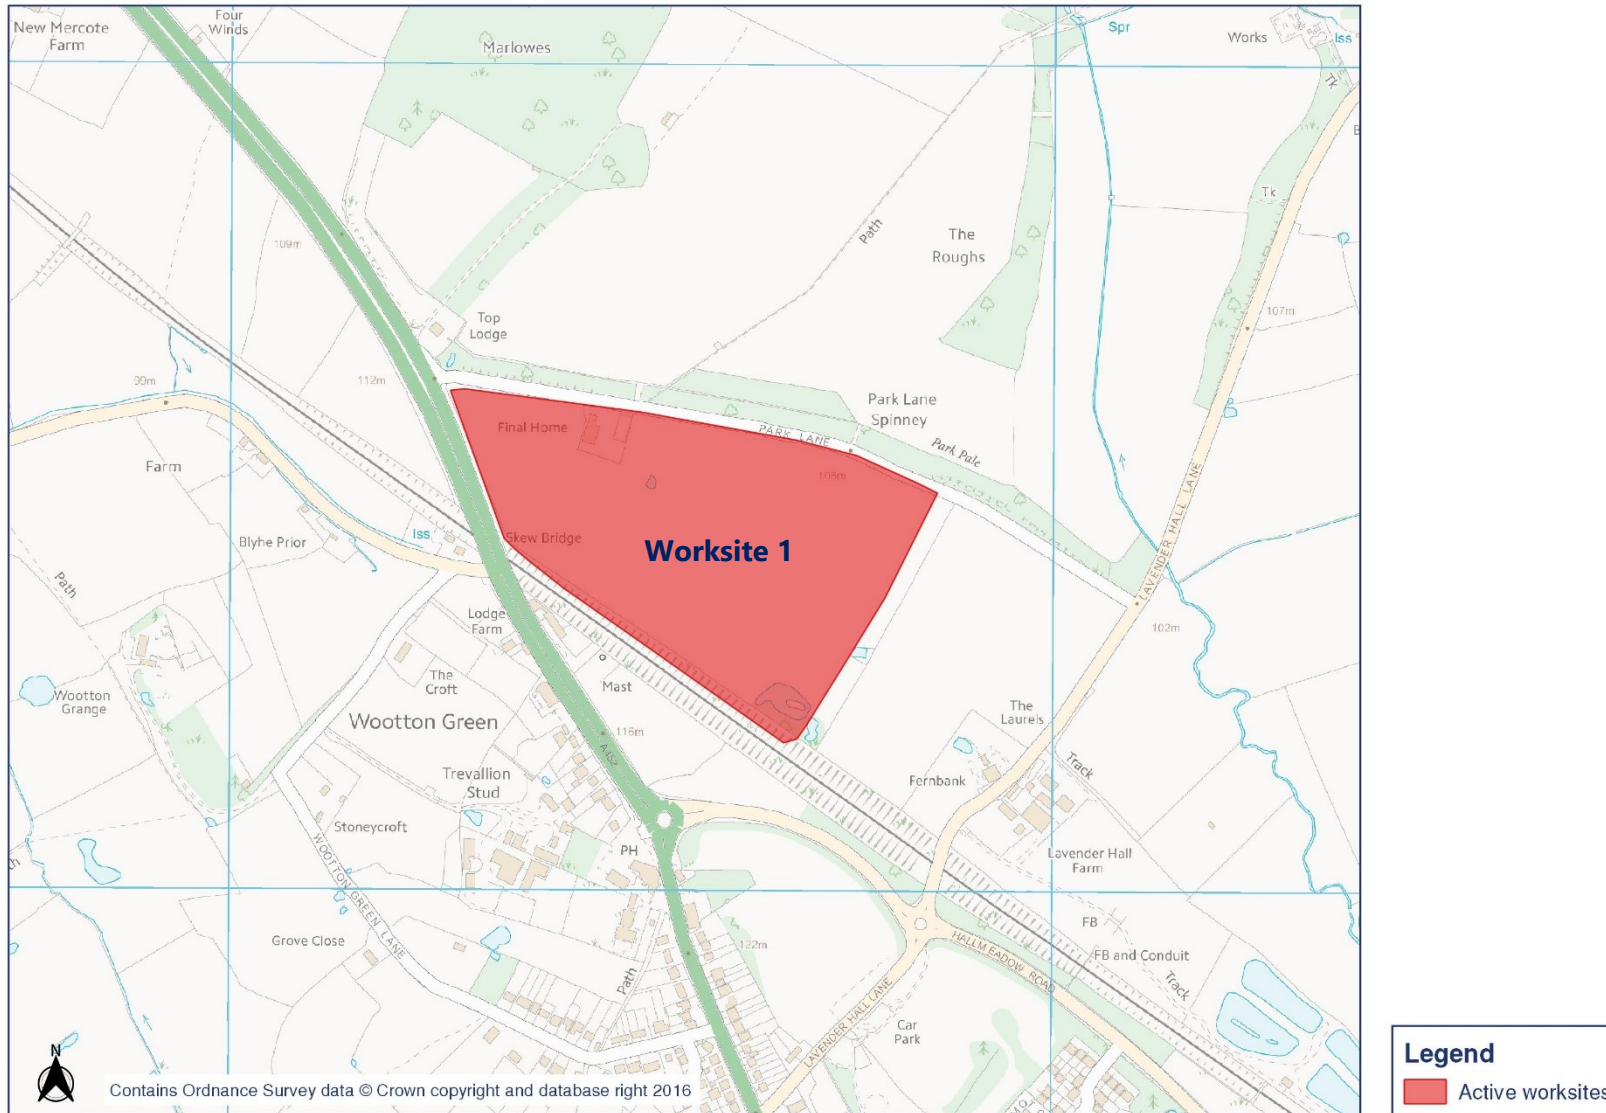 New Mercote
Farm
Four
Winds
Marlowes
Spr
Works
Iss
Tk
Tk
109m
Path
The
Roughs
107m
Top
Lodge
99m
112m
Park Lane
Spinney
Final Home
PARK LANE
Park Pale
108m
Farm
LAVENDER HALL LANE
Skew Bridge
Iss
Blyhe Prior
Worksite 1
Path
Lodge
Farm
102m
The
Croft
Mast
Wootton
Grange
Wootton Green
The
Laurels
116m
A452
Track
Trevallion
Stud
Fernbank
Stoneycroft
PH
WOOTTON GREEN LANE
Lavender Hall
Farm
FB
Grove Close
122m
HALLMEADOW ROAD
FB and Conduit
Path
Track
LAVENDER HALL LANE
Car
Park
N
Contains Ordnance Survey data © Crown copyright and database right 2016
Legend
Active worksites